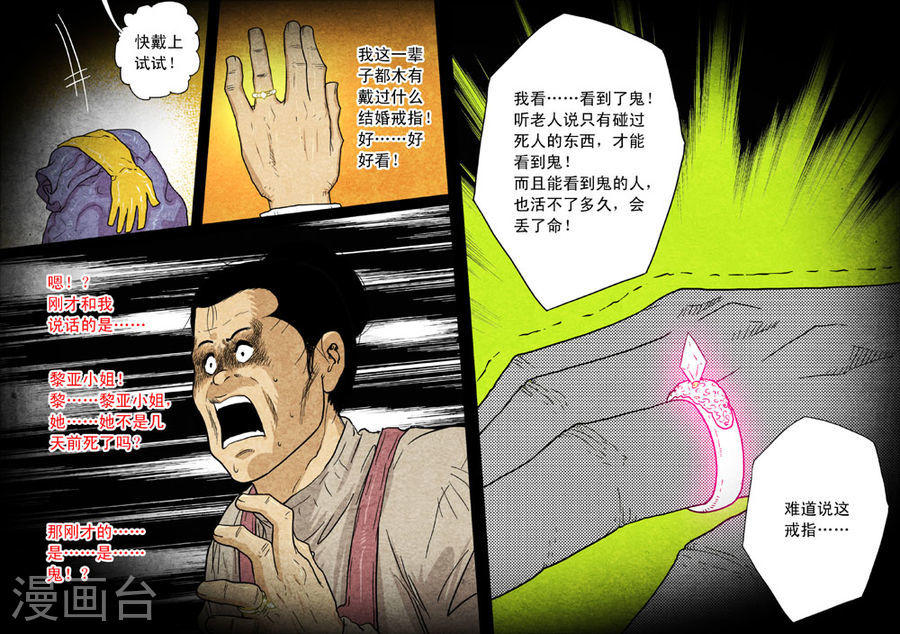 快戴上
试试！
我这一辈
子都木有
戴过什么
结婚戒指！
好……好
好看！
嗯！？
刚才和我
说话的是……
黎亚小姐！
黎……黎亚小姐，
她……她不是几
天前死了吗？
那刚才的……
是……是……
鬼！？
我看……看到了鬼！
听老人说只有碰过
死人的东西，才能
看到鬼！
而且能看到鬼的人，
也活不了多久，会
丢了命！
难道说这
戒指……
漫画台